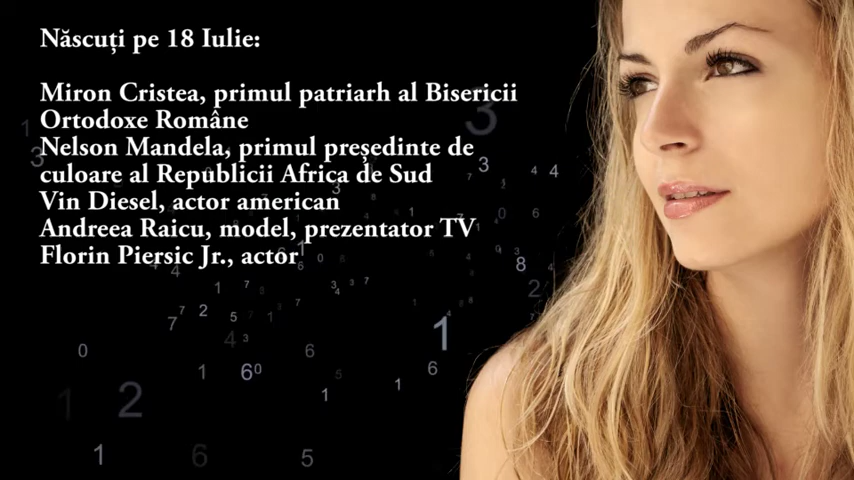 Născuți pe 18 Iulie:
Miron Cristea, primul patriarh al Bisericii
Ortodoxe Române
Nelson Mandela, primul președinte de
culoare al Republicii Africa de Sud
Vin Diesel, actor american
Andreea Raicu, model, prezentator TV
Florin Piersic Jr., actor